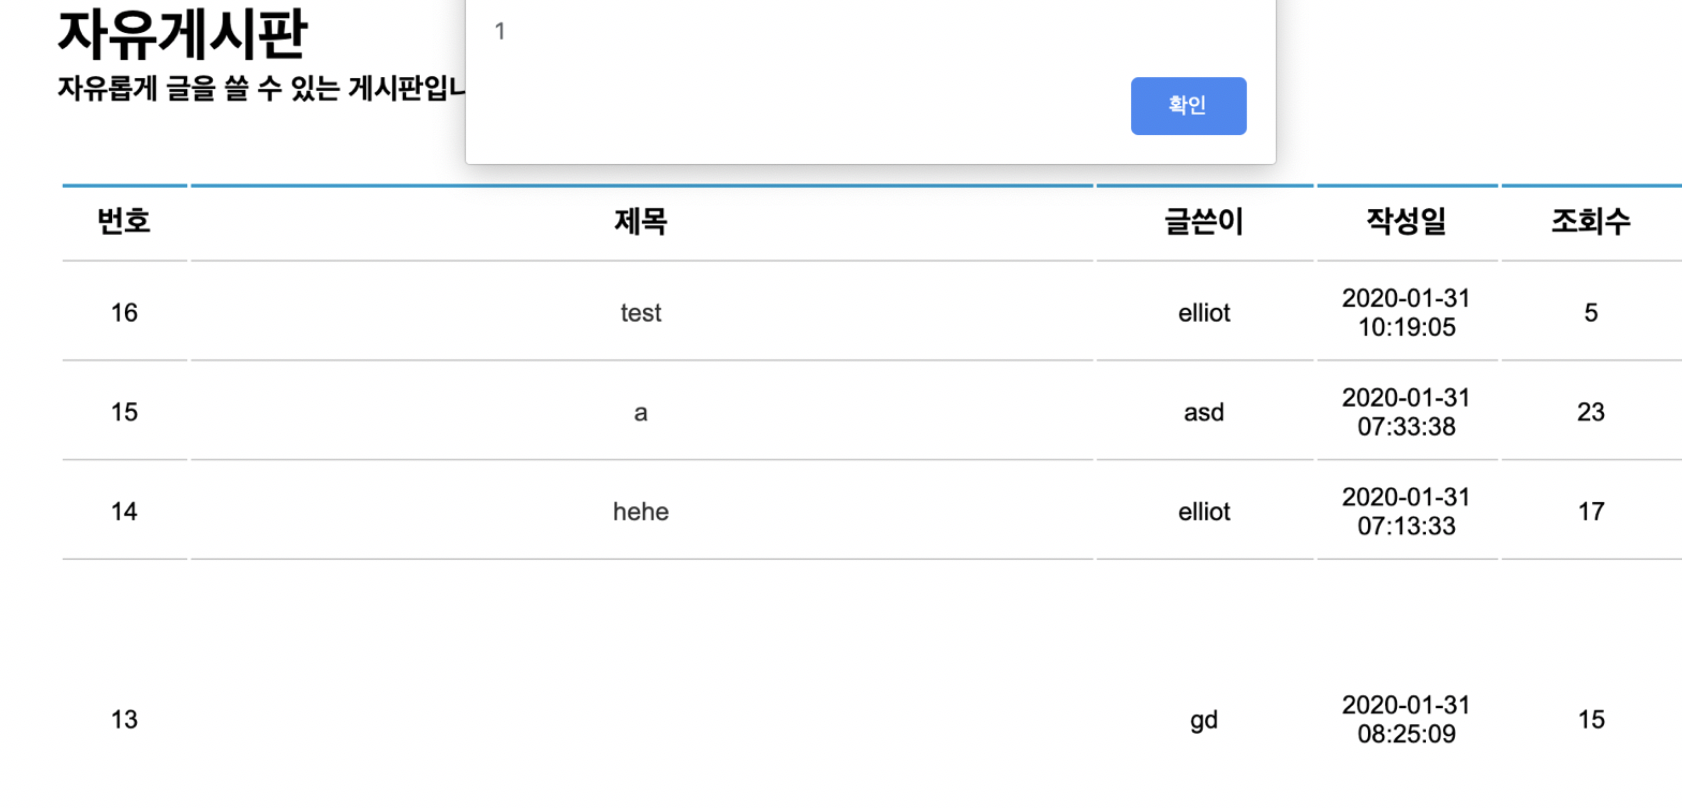 자유게시판
자유롭게 글을 쓸 수 있는 게시판입니
1
확인
번호 제목 글쓴이 작성일 조회수
16 test elliot 2020-01-31 10:19:05 5
15 a asd 2020-01-31 07:33:38 23
14 hehe elliot 2020-01-31 07:13:33 17
13 gd 2020-01-31 08:25:09 15